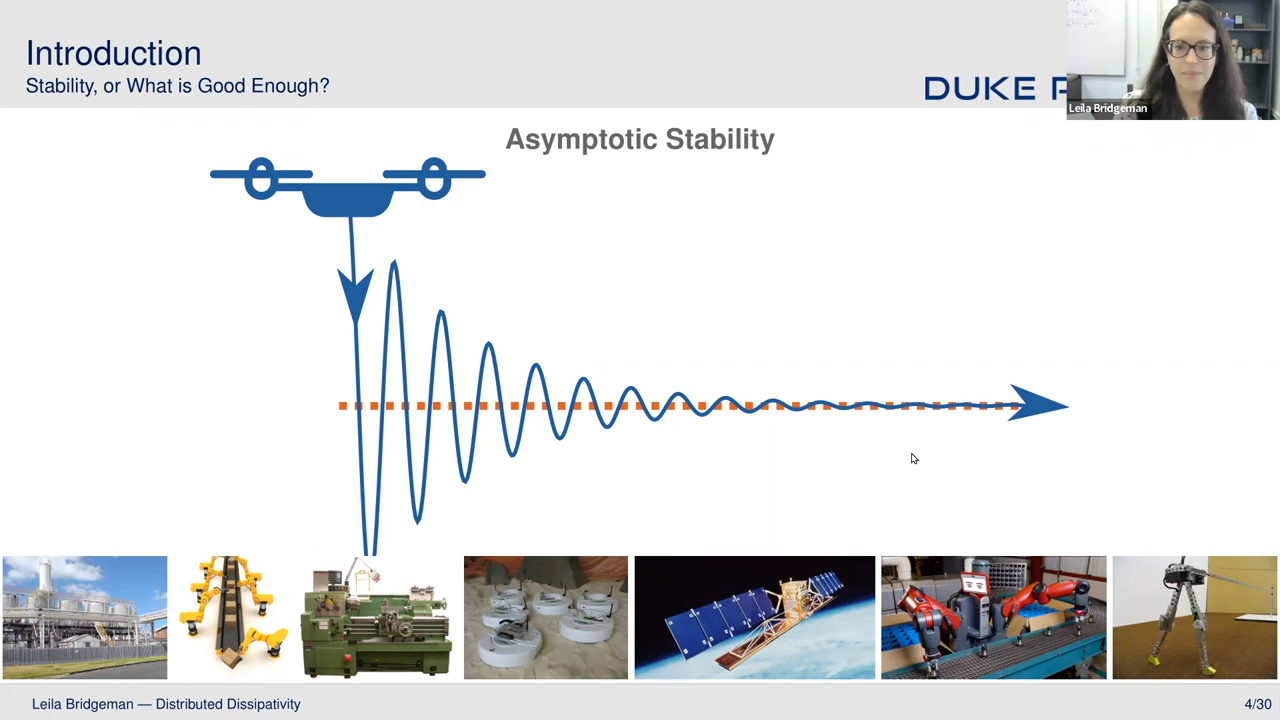 Introduction
Stability, or What is Good Enough?
DUKE
Leila Bridgeman
Asymptotic Stability
Leila Bridgeman — Distributed Dissipativity
4/30